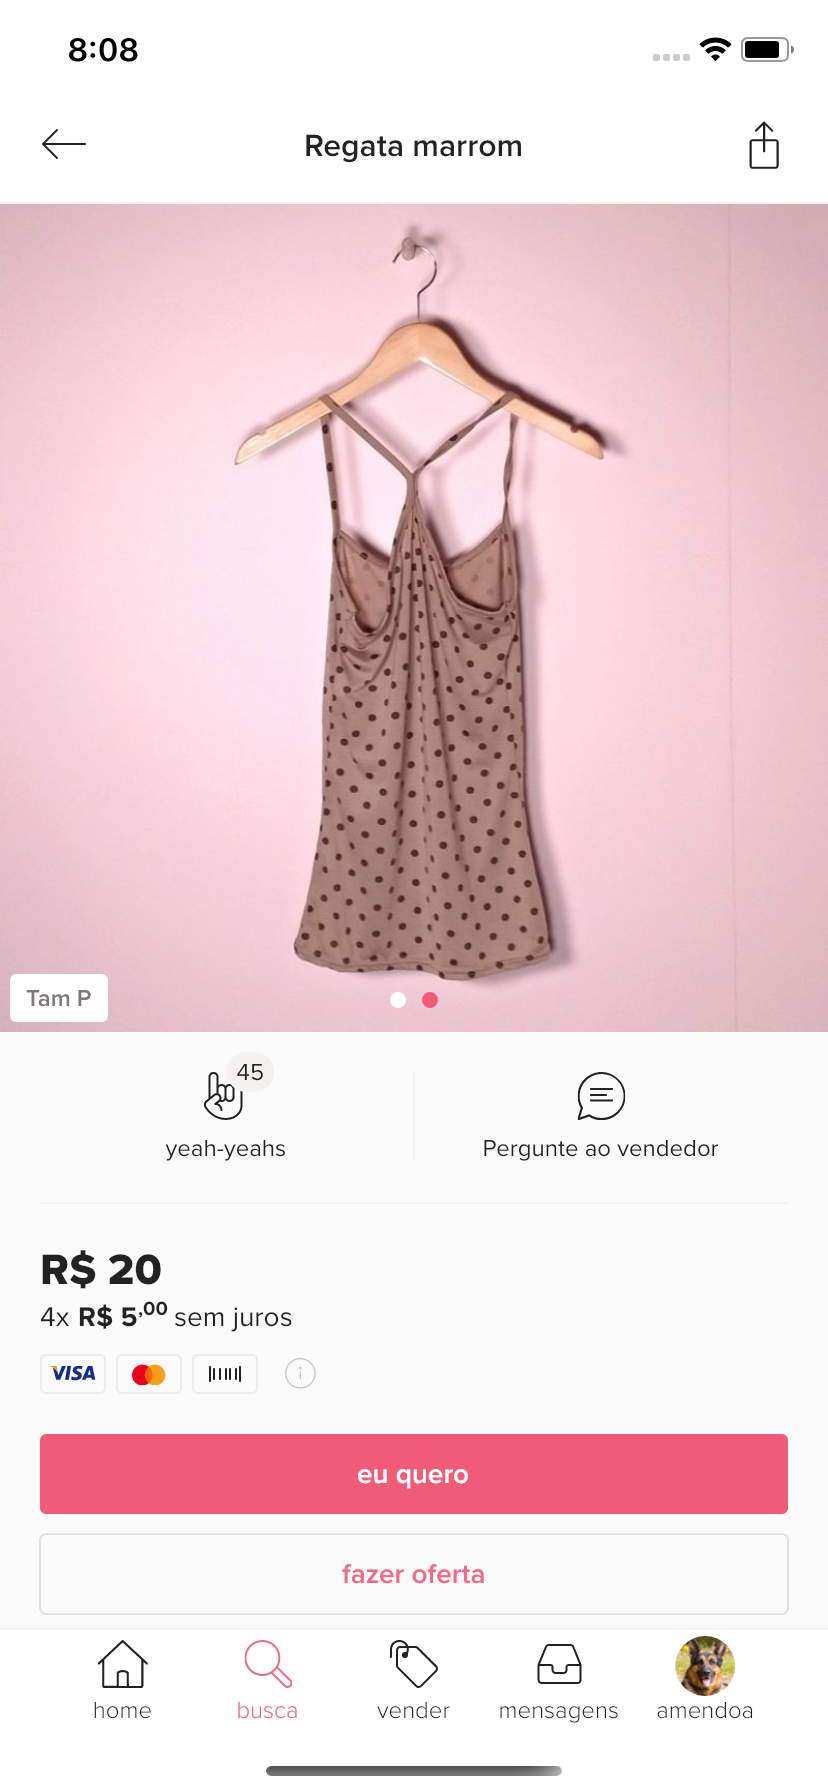 8:08
Regata marrom
Tam P
45
yeah-yeahs
Pergunte ao vendedor
R$ 20
4x R$ 5,00 sem juros
VISA
eu quero
fazer oferta
home busca vender mensagens amendoa